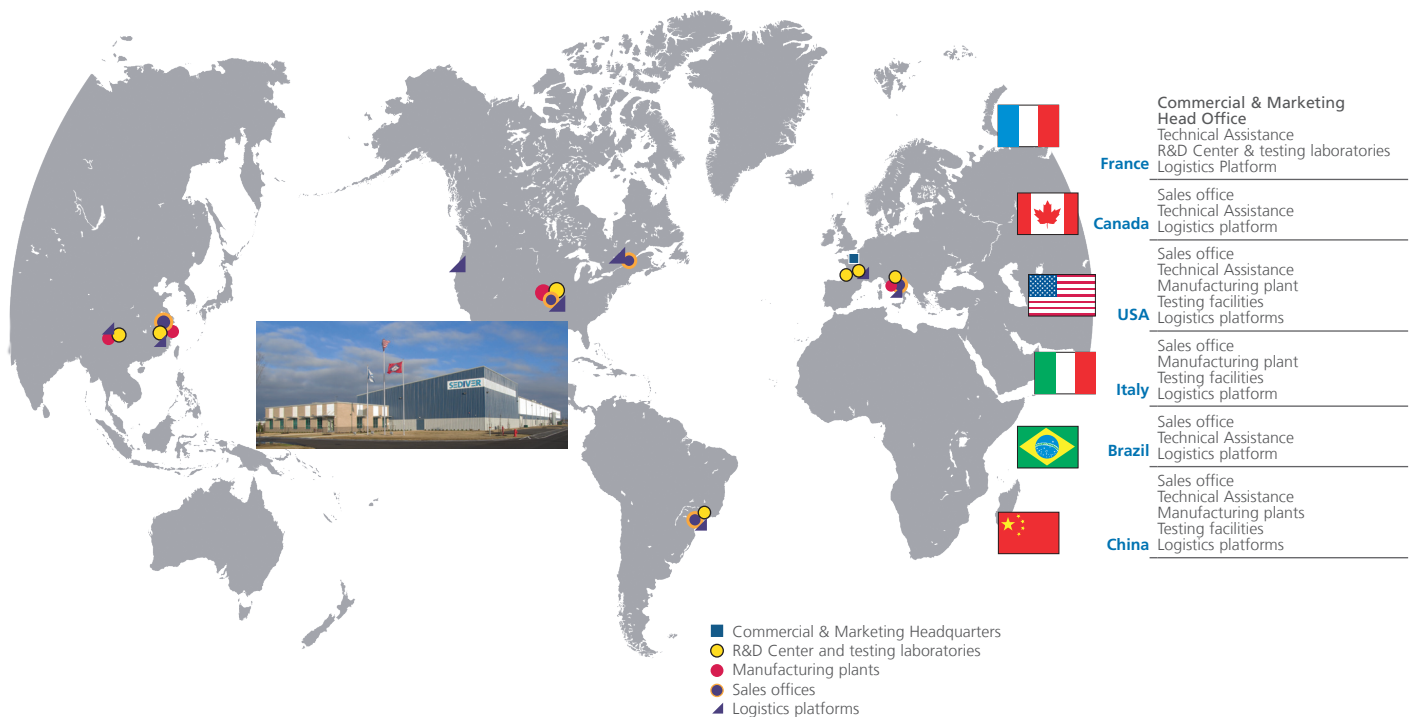 SEDIVER
France
Commercial & Marketing
Head Office
Technical Assistance
R&D Center & testing laboratories
Logistics Platform
Canada
Sales office
Technical Assistance
Logistics platform
USA
Sales office
Technical Assistance
Manufacturing plant
Testing facilities
Logistics platforms
Italy
Sales office
Manufacturing plant
Testing facilities
Logistics platform
Brazil
Sales office
Technical Assistance
Logistics platform
China
Sales office
Technical Assistance
Manufacturing plants
Testing facilities
Logistics platforms
Commercial & Marketing Headquarters
R&D Center and testing laboratories
Manufacturing plants
Sales offices
Logistics platforms